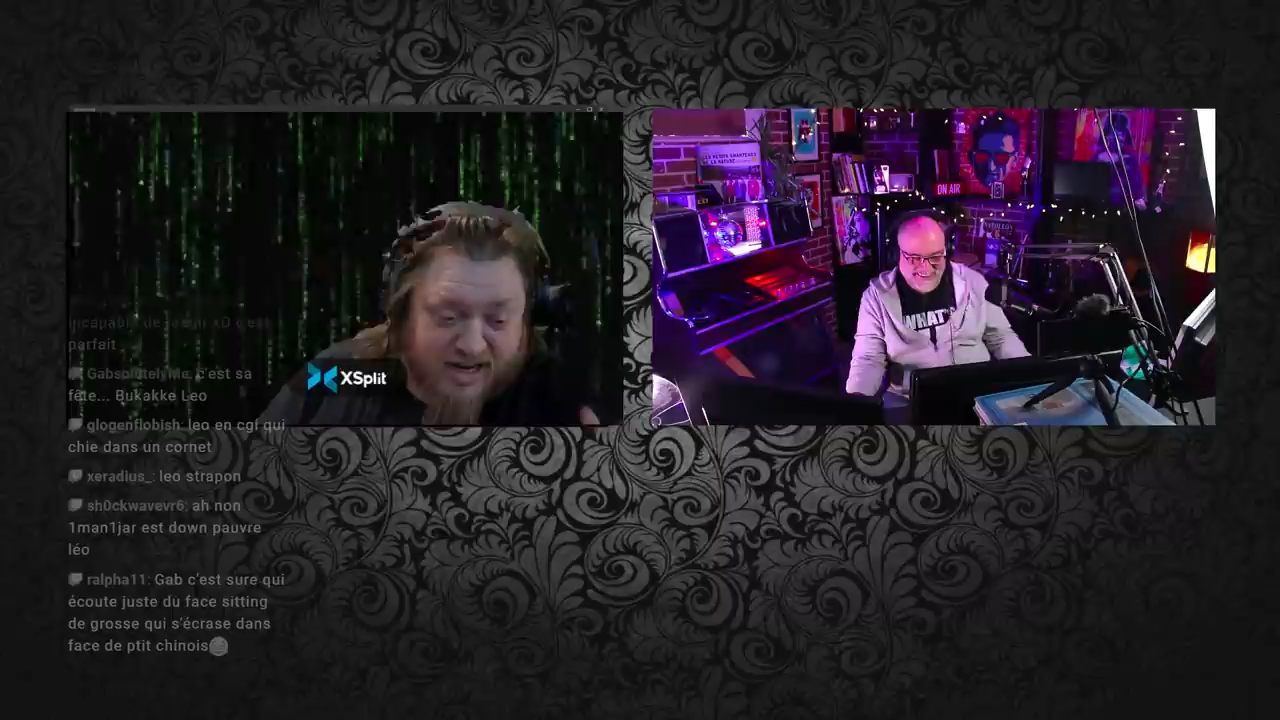 parfait
Gabsolutelyme: c'est sa
fête... Bukakke Leo
glogenflobish: leo en cgi qui
chie dans un cornet
xeradius_: leo strapon
sh0ckwavevr6: ah non
1man1jar est down pauvre
léo
ralpha11: Gab c'est sure qui
écoute juste du face sitting
de grosse qui s'écrase dans
face de ptit chinois
XSplit
ON AIR
WHAT